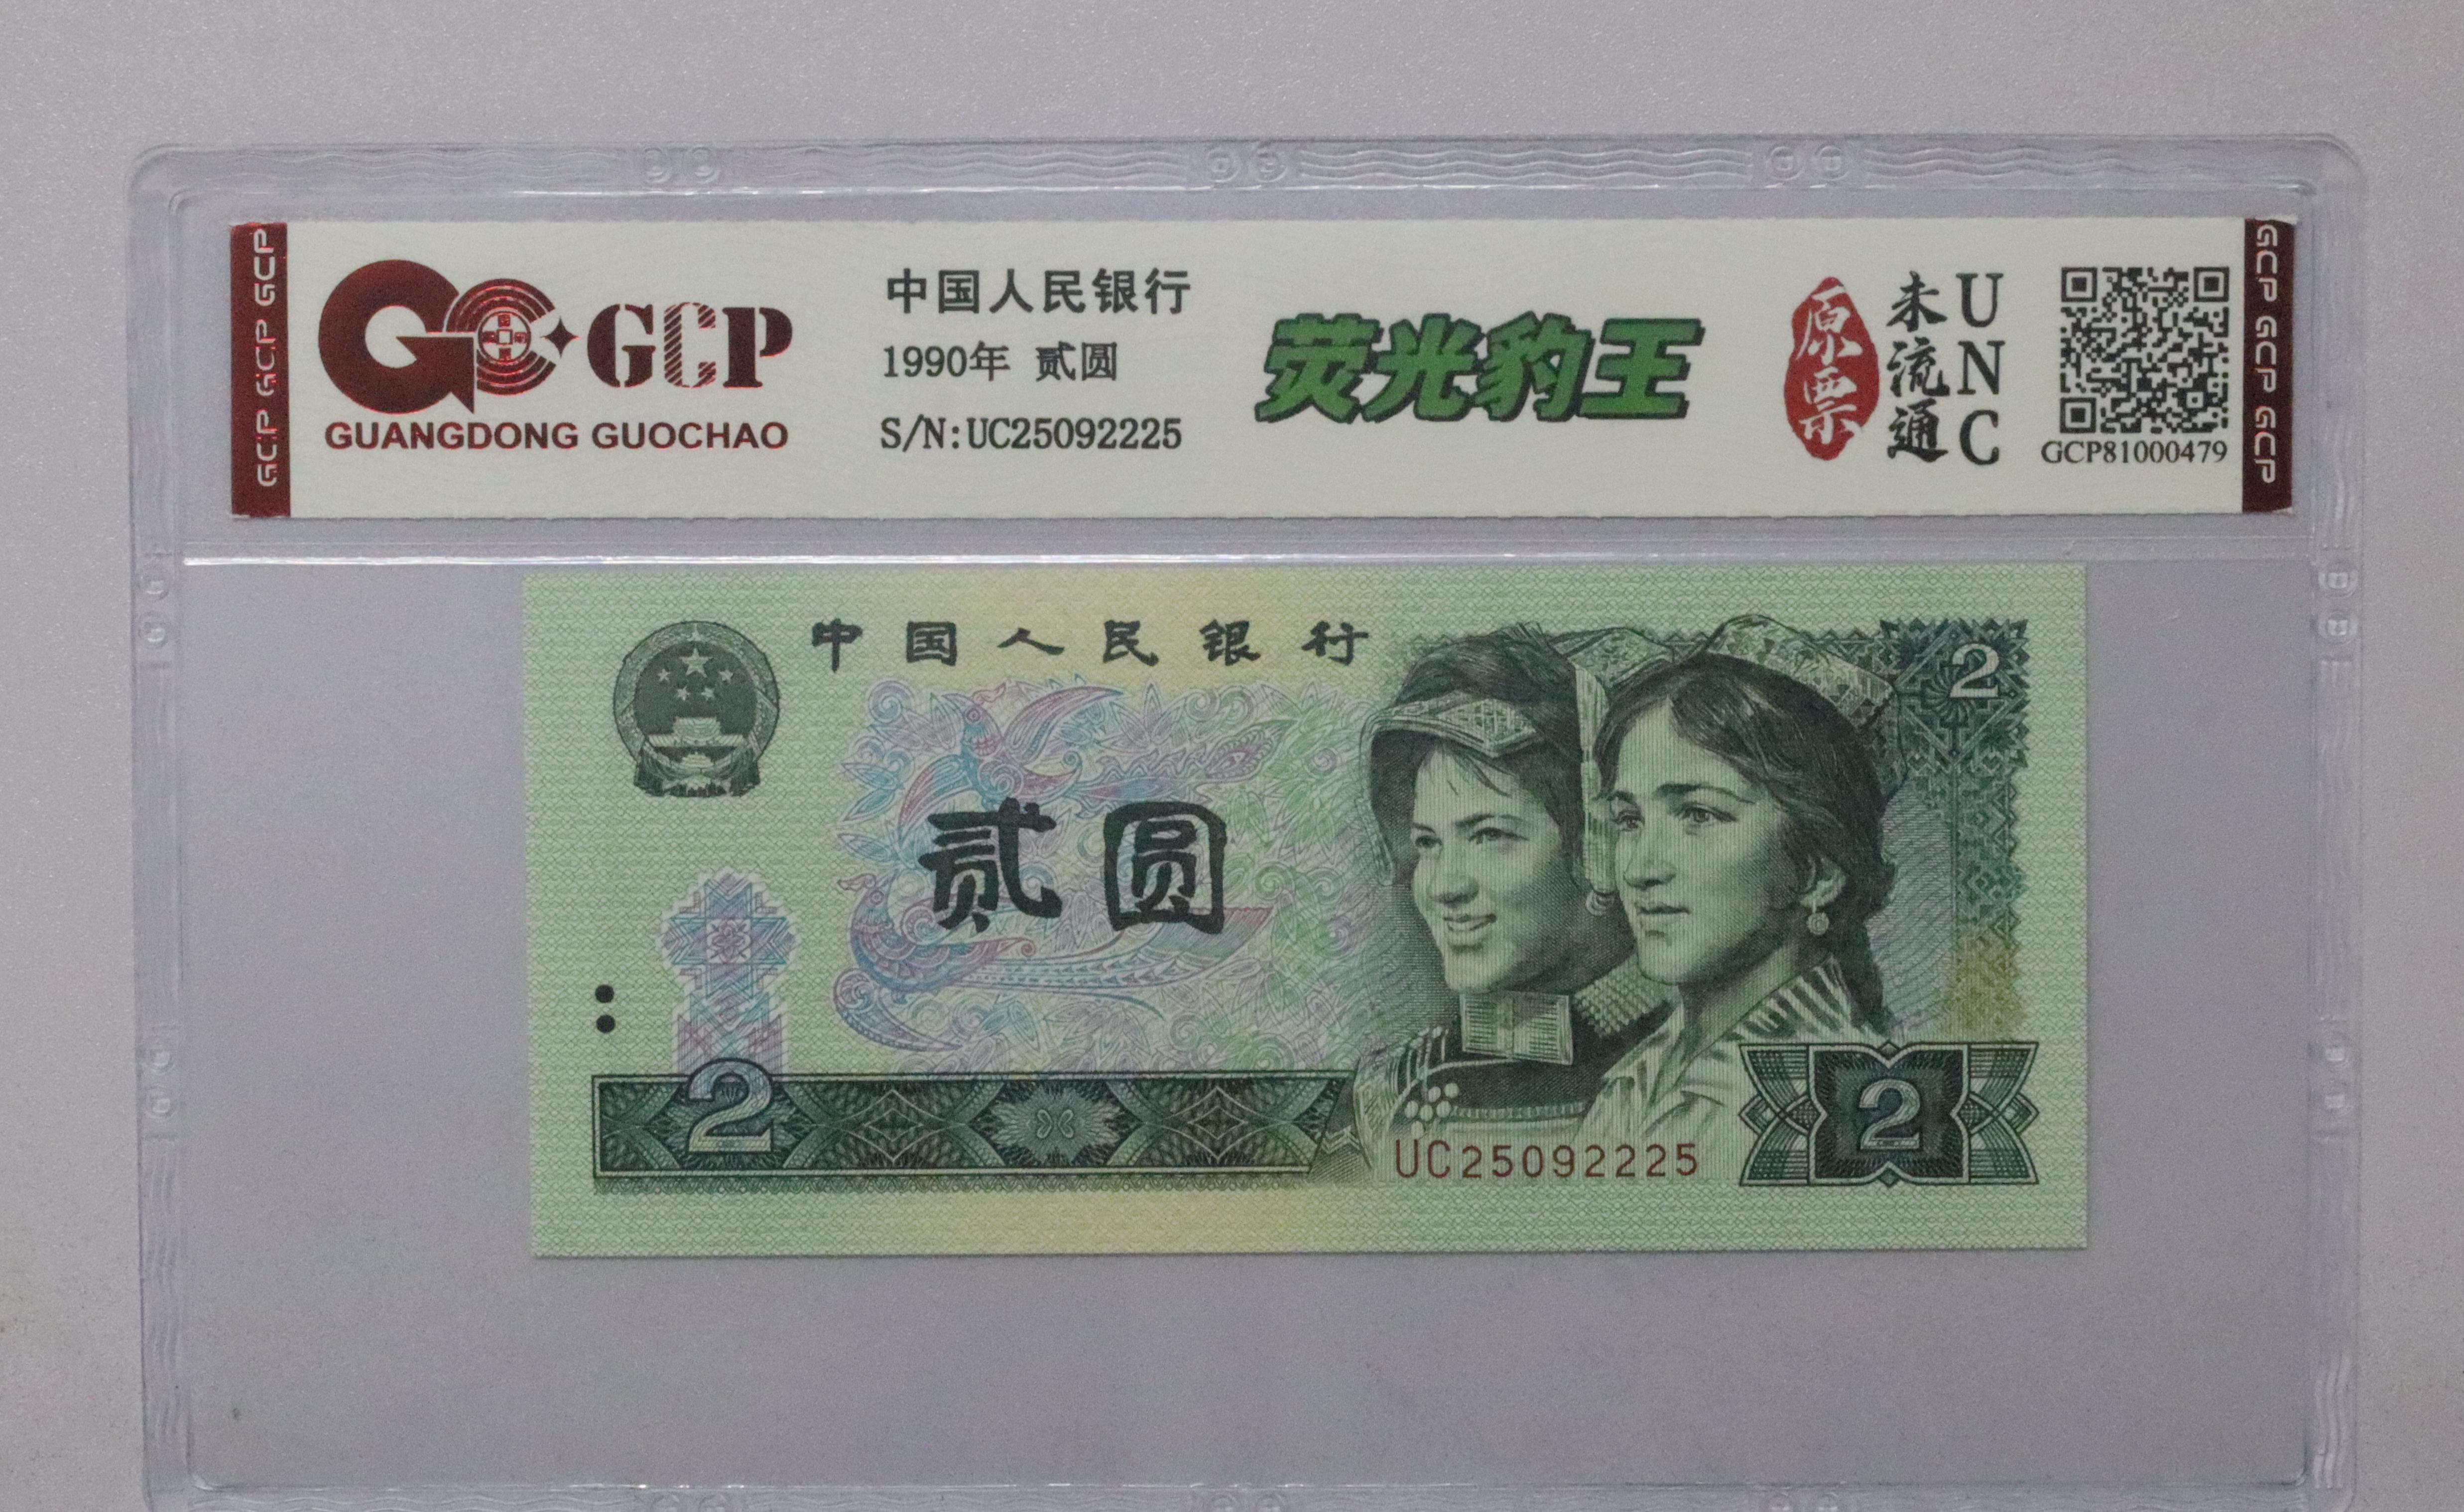 GCP GCP GCP
GCP
GUANGDONG GUOCHAO
中国人民银行
1990年 贰圆
S/N:UC25092225
荧光豹王
原票
未流通
UNC
GCP81000479
GCP GCP GCP
中国人民银行
2
贰圆
2
UC25092225
2